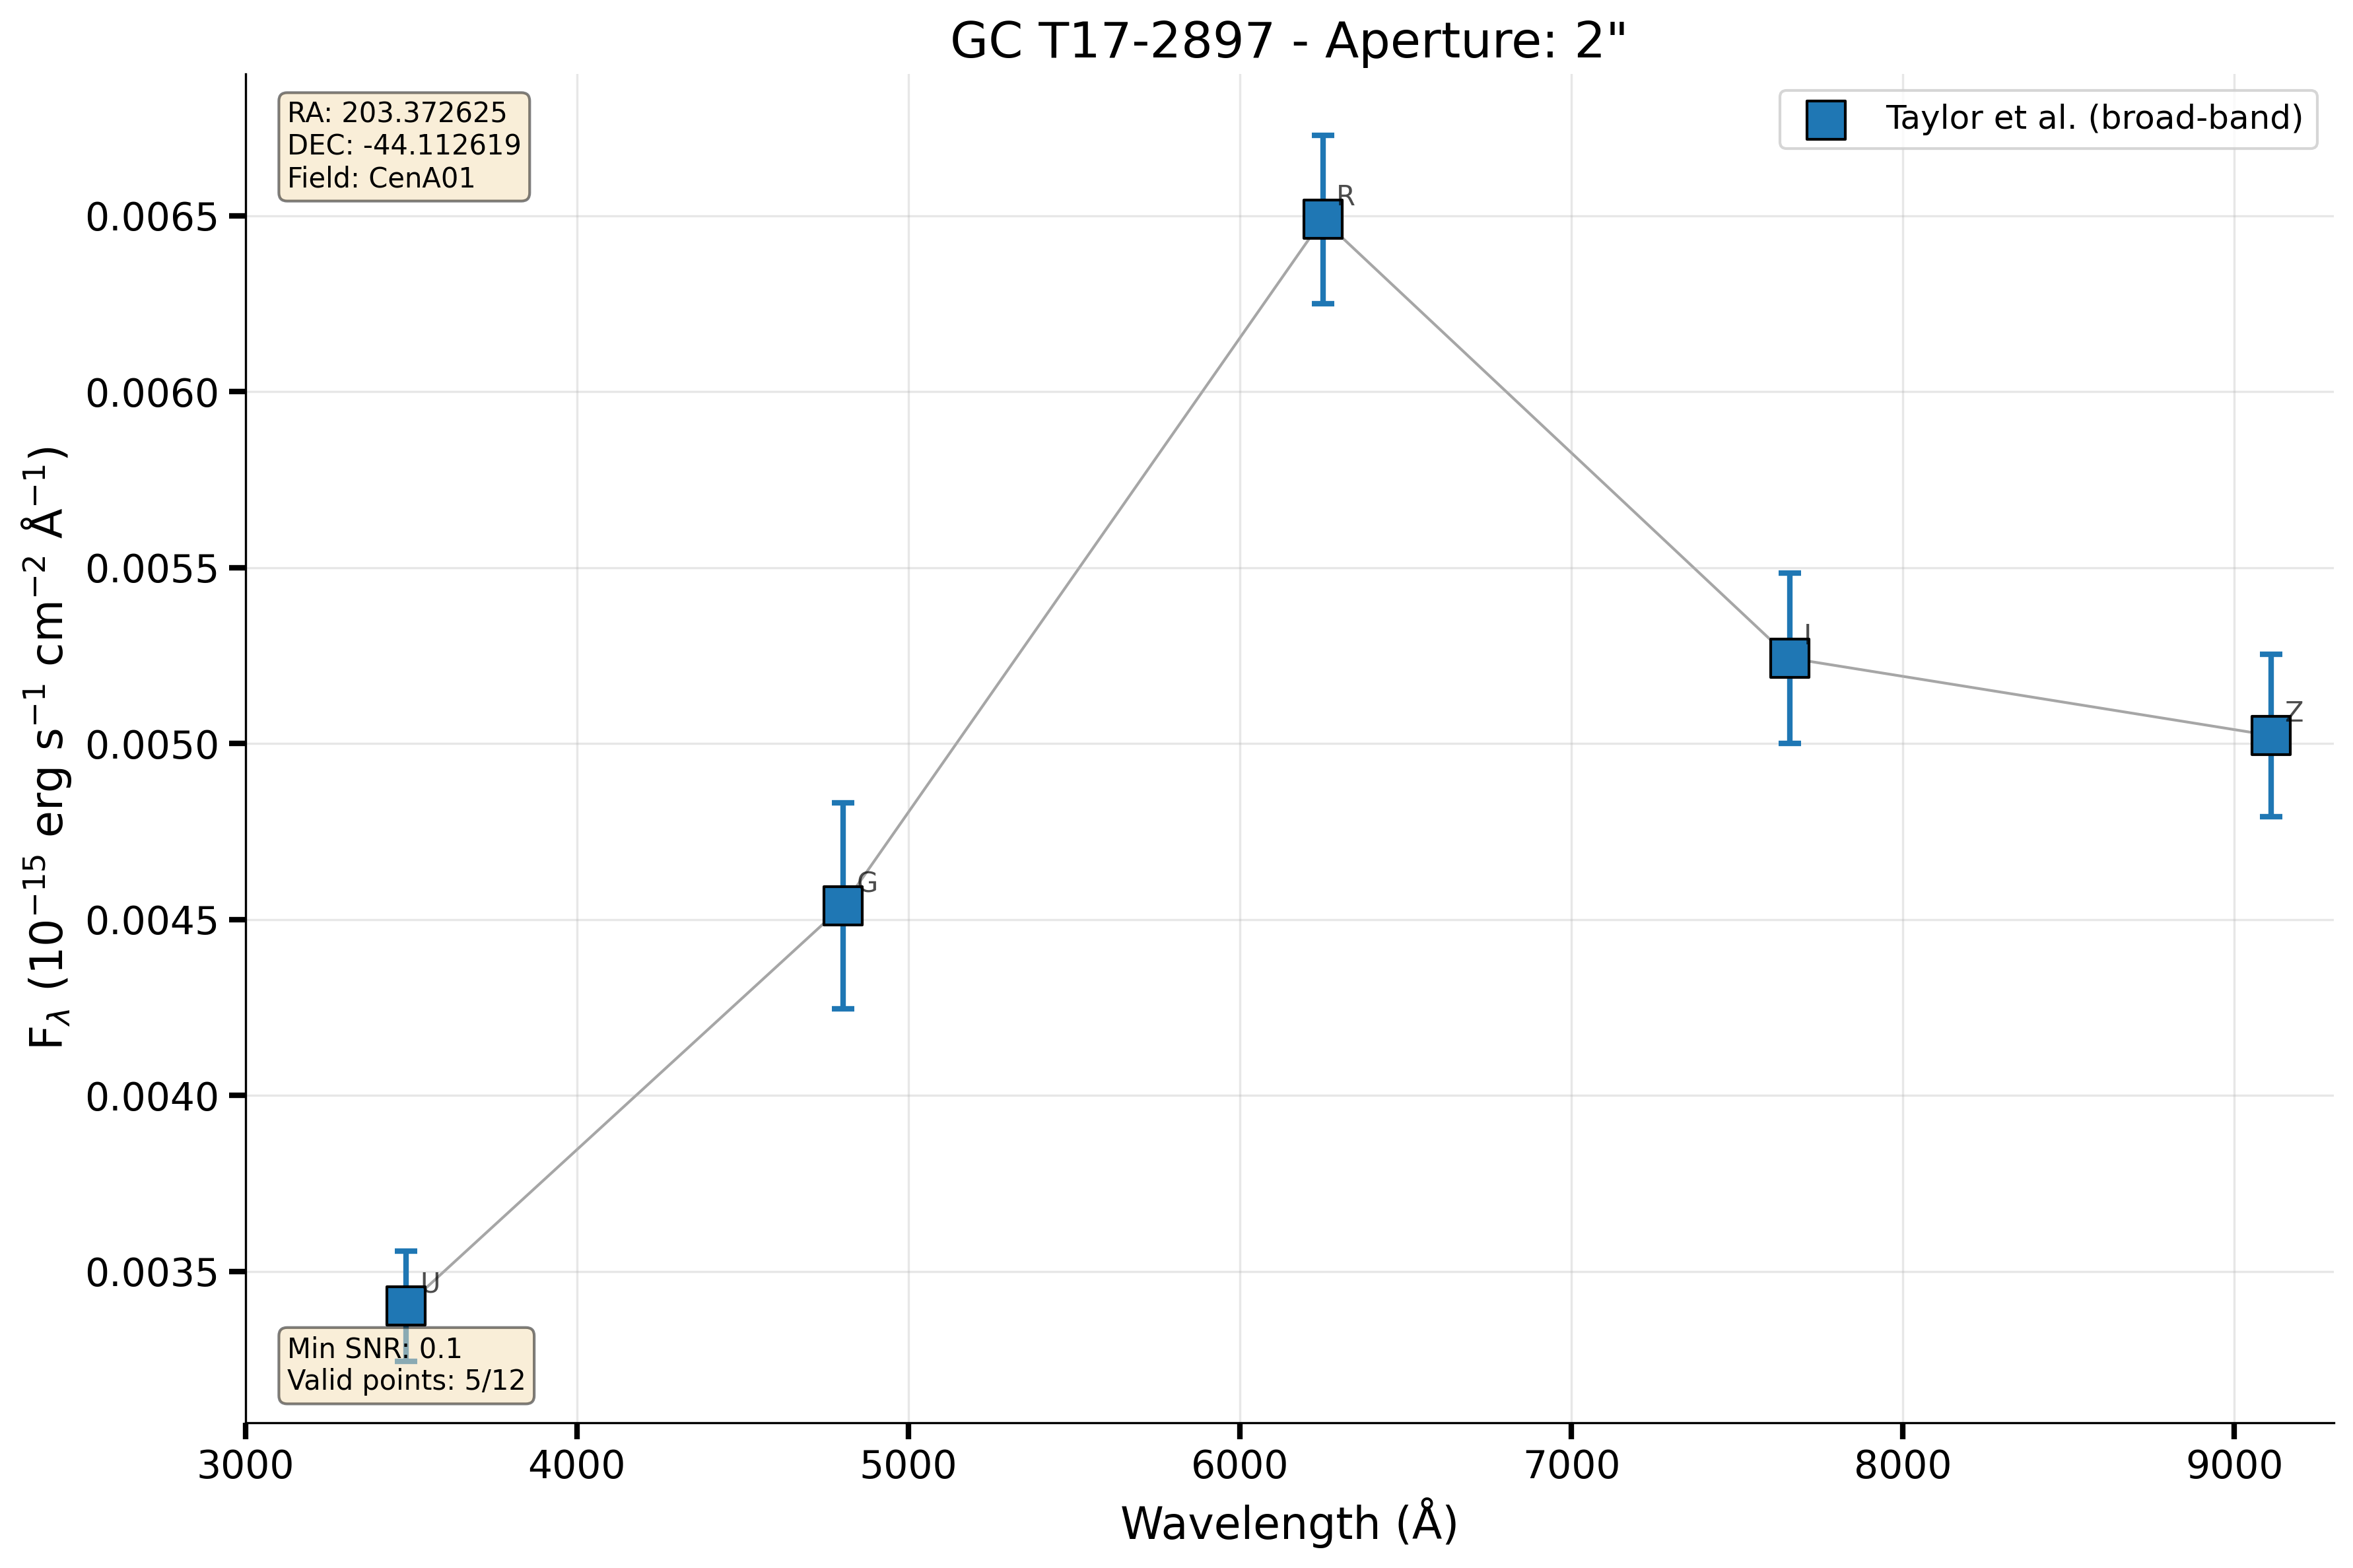 GC T17-2897 - Aperture: 2"
RA: 203.372625
DEC: -44.112619
Field: CenA01
Taylor et al. (broad-band)
R
I
Z
G
U
Min SNR: 0.1
Valid points: 5/12
0.0065
0.0060
0.0055
0.0050
0.0045
0.0040
0.0035
F_λ (10⁻¹⁵ erg s⁻¹ cm⁻² Å⁻¹)
3000 4000 5000 6000 7000 8000 9000
Wavelength (Å)